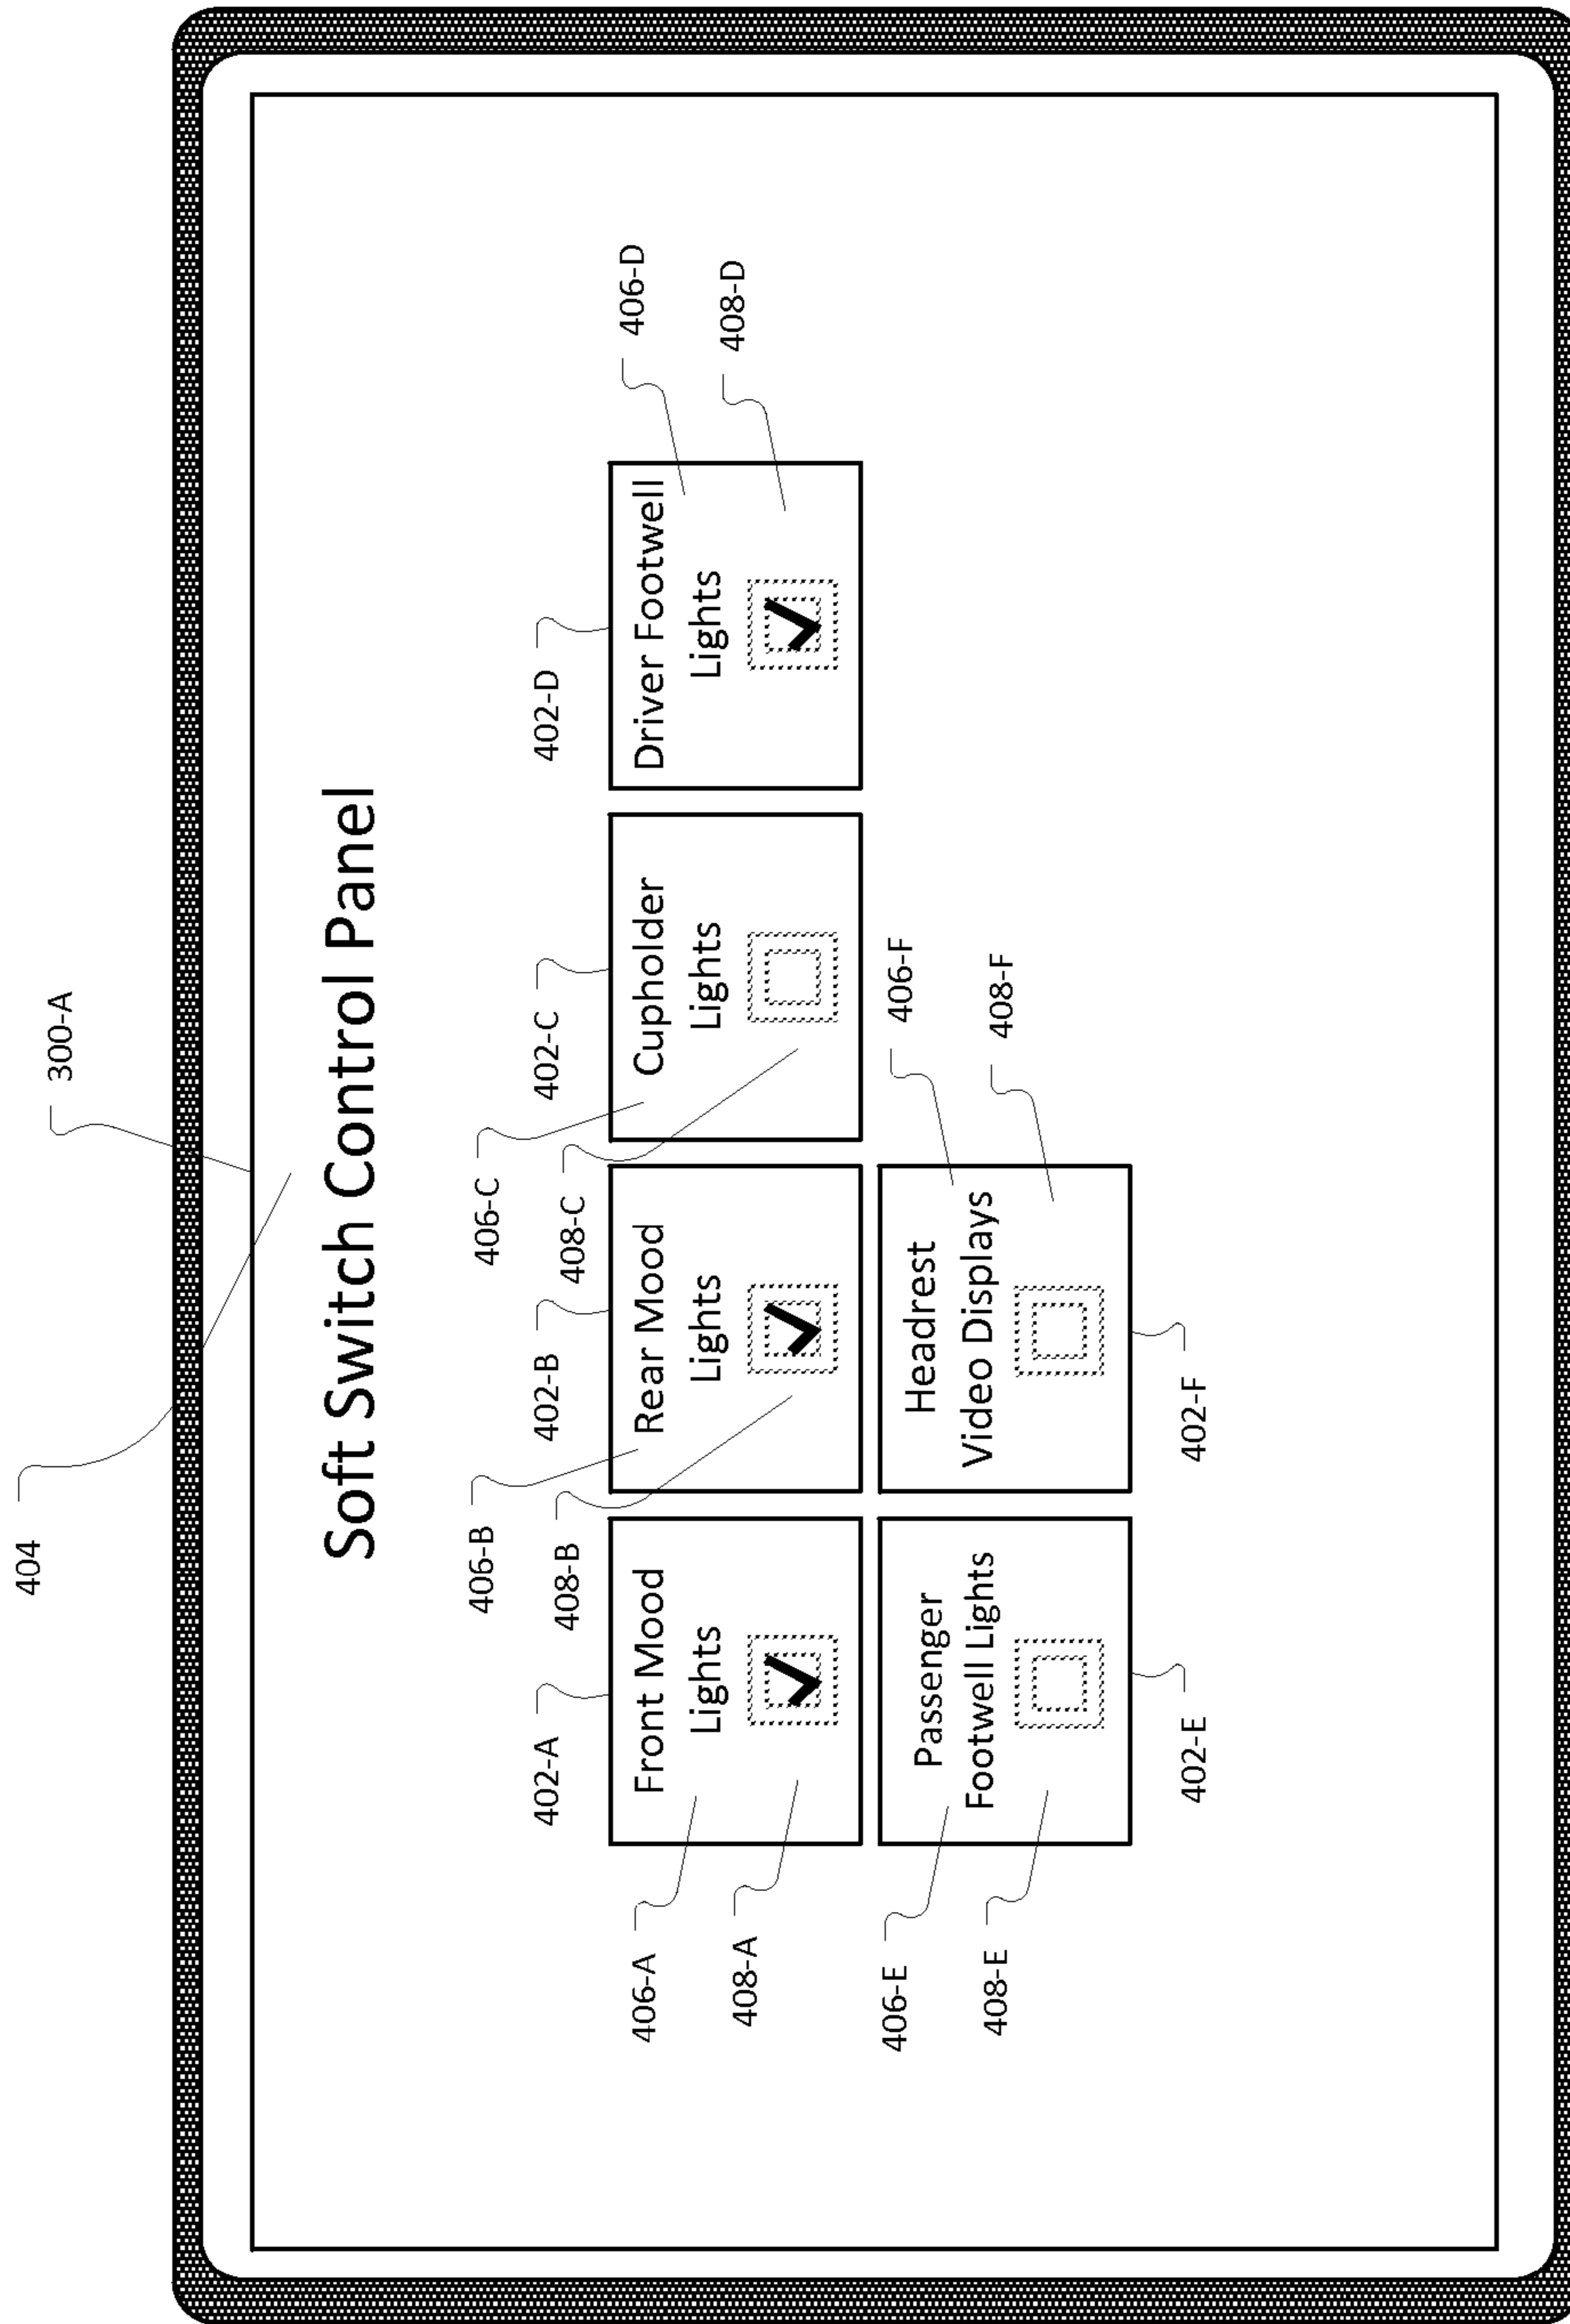 404
300-A
Soft Switch Control Panel
406-B
406-C
402-A
402-B
402-C
402-D
408-B
408-C
406-A
406-D
Front Mood
Lights
Rear Mood
Lights
Cupholder
Lights
Driver Footwell
Lights
408-A
408-D
406-E
406-F
Passenger
Footwell Lights
Headrest
Video Displays
408-E
408-F
402-E
402-F